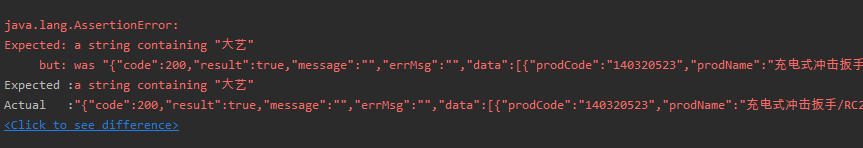 java.lang.AssertionError:
Expected: a string containing "大艺"
but: was "{"code":200,"result":true,"message":"","errMsg":"","data":[{"prodCode":"140320523","prodName":"充电式冲击扳手
Expected :a string containing "大艺"
Actual :"{"code":200,"result":true,"message":"","errMsg":"","data":[{"prodCode":"140320523","prodName":"充电式冲击扳手/RC2
<Click to see difference>